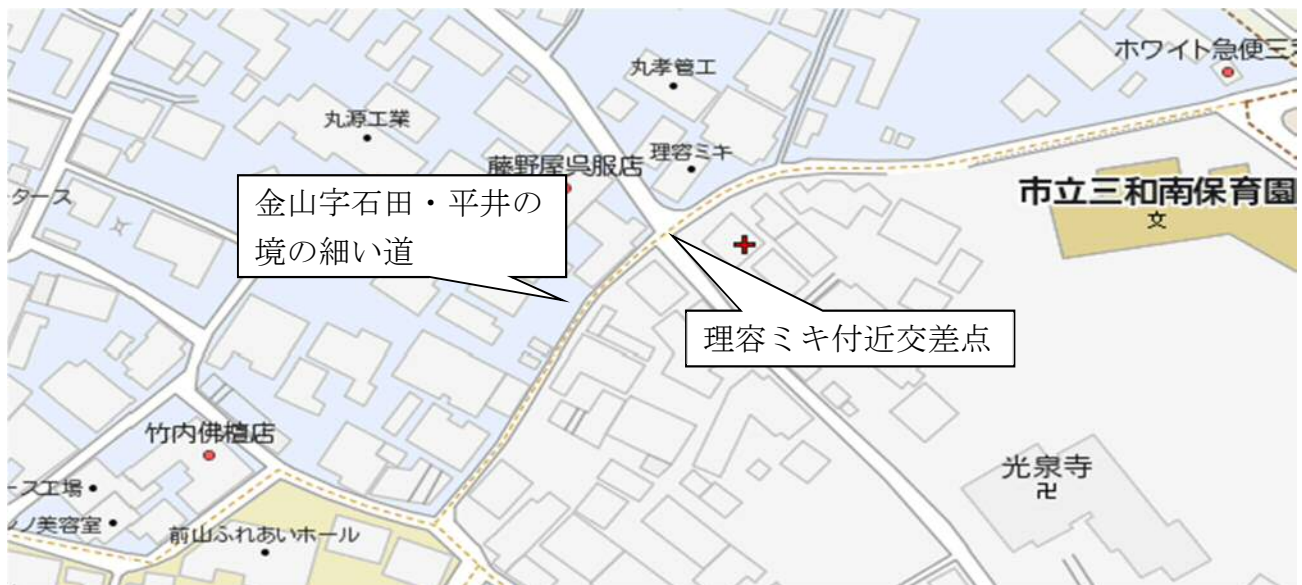 ホワイト急便三和
丸孝管工
丸源工業
藤野屋呉服店
理容ミキ
市立三和南保育園
文
タース
金山字石田・平井の
境の細い道
理容ミキ付近交差点
竹内佛檀店
光泉寺
卍
ース工場
ノ美容室
前山ふれあいホール